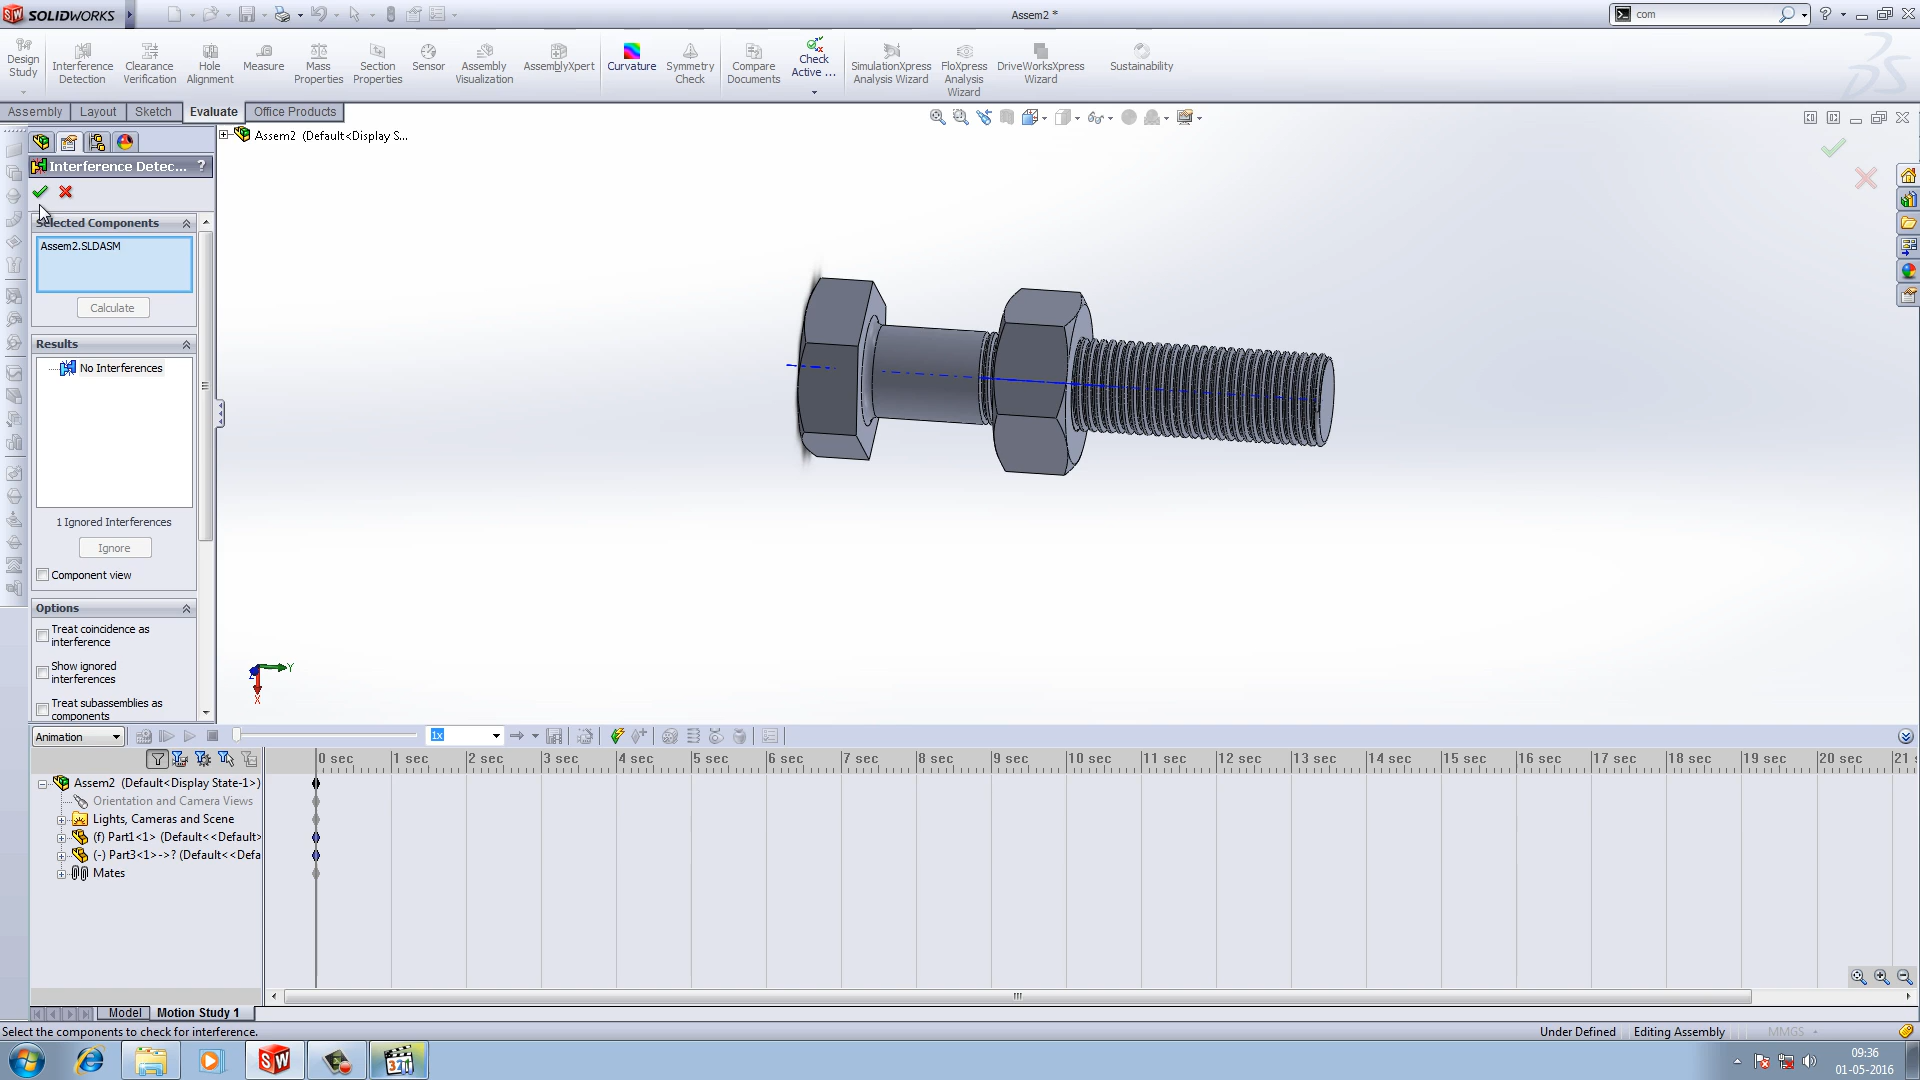 SOLIDWORKS
Assem2 *
com
Design Study
Interference Detection
Clearance Verification
Hole Alignment
Measure
Mass Properties
Section Properties
Sensor
Assembly Visualization
AssemblyXpert
Curvature
Symmetry Check
Compare Documents
Check Active ...
SimulationXpress Analysis Wizard
FloXpress Analysis Wizard
DriveWorksXpress Wizard
Sustainability
Assembly
Layout
Sketch
Evaluate
Office Products
Assem2 (Default<Display S...
Interference Detec... ?
Selected Components
Assem2.SLDASM
Calculate
Results
No Interferences
1 Ignored Interferences
Ignore
Component view
Options
Treat coincidence as
interference
Show ignored
interferences
Treat subassemblies as
components
Y
X
Z
Animation
1x
0 sec 1 sec 2 sec 3 sec 4 sec 5 sec 6 sec 7 sec 8 sec 9 sec 10 sec 11 sec 12 sec 13 sec 14 sec 15 sec 16 sec 17 sec 18 sec 19 sec 20 sec 21 s
Assem2 (Default<Display State-1>)
Orientation and Camera Views
Lights, Cameras and Scene
(f) Part1<1> (Default<<Default>
(-) Part3<1>->? (Default<<Defa
Mates
Model
Motion Study 1
Select the components to check for interference.
Under Defined
Editing Assembly
MMGS
SW
321
09:36
01-05-2016